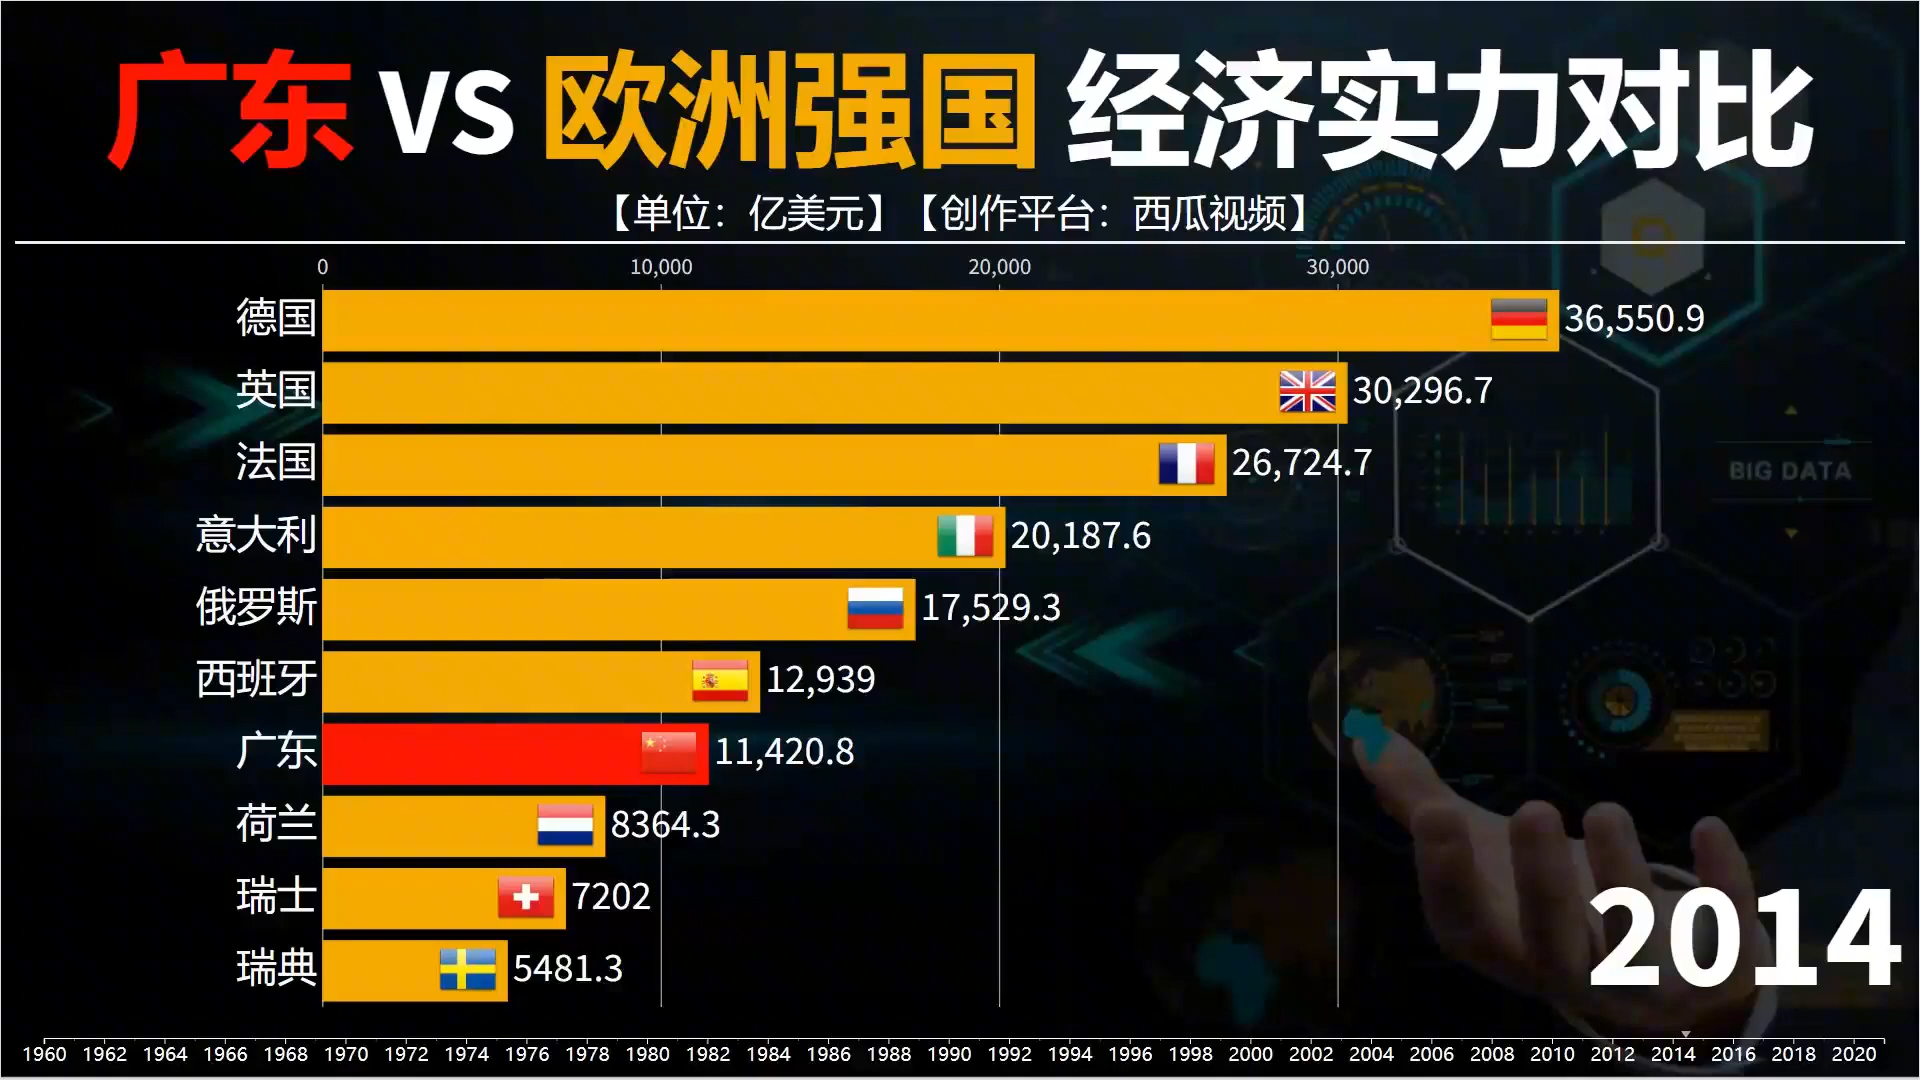 广东 VS 欧洲强国 经济实力对比
【单位：亿美元】【创作平台：西瓜视频】
0 10,000 20,000 30,000
德国 36,550.9
英国 30,296.7
法国 26,724.7
BIG DATA
意大利 20,187.6
俄罗斯 17,529.3
西班牙 12,939
广东 11,420.8
荷兰 8364.3
瑞士 7202
瑞典 5481.3
2014
1960 1962 1964 1966 1968 1970 1972 1974 1976 1978 1980 1982 1984 1986 1988 1990 1992 1994 1996 1998 2000 2002 2004 2006 2008 2010 2012 2014 2016 2018 2020